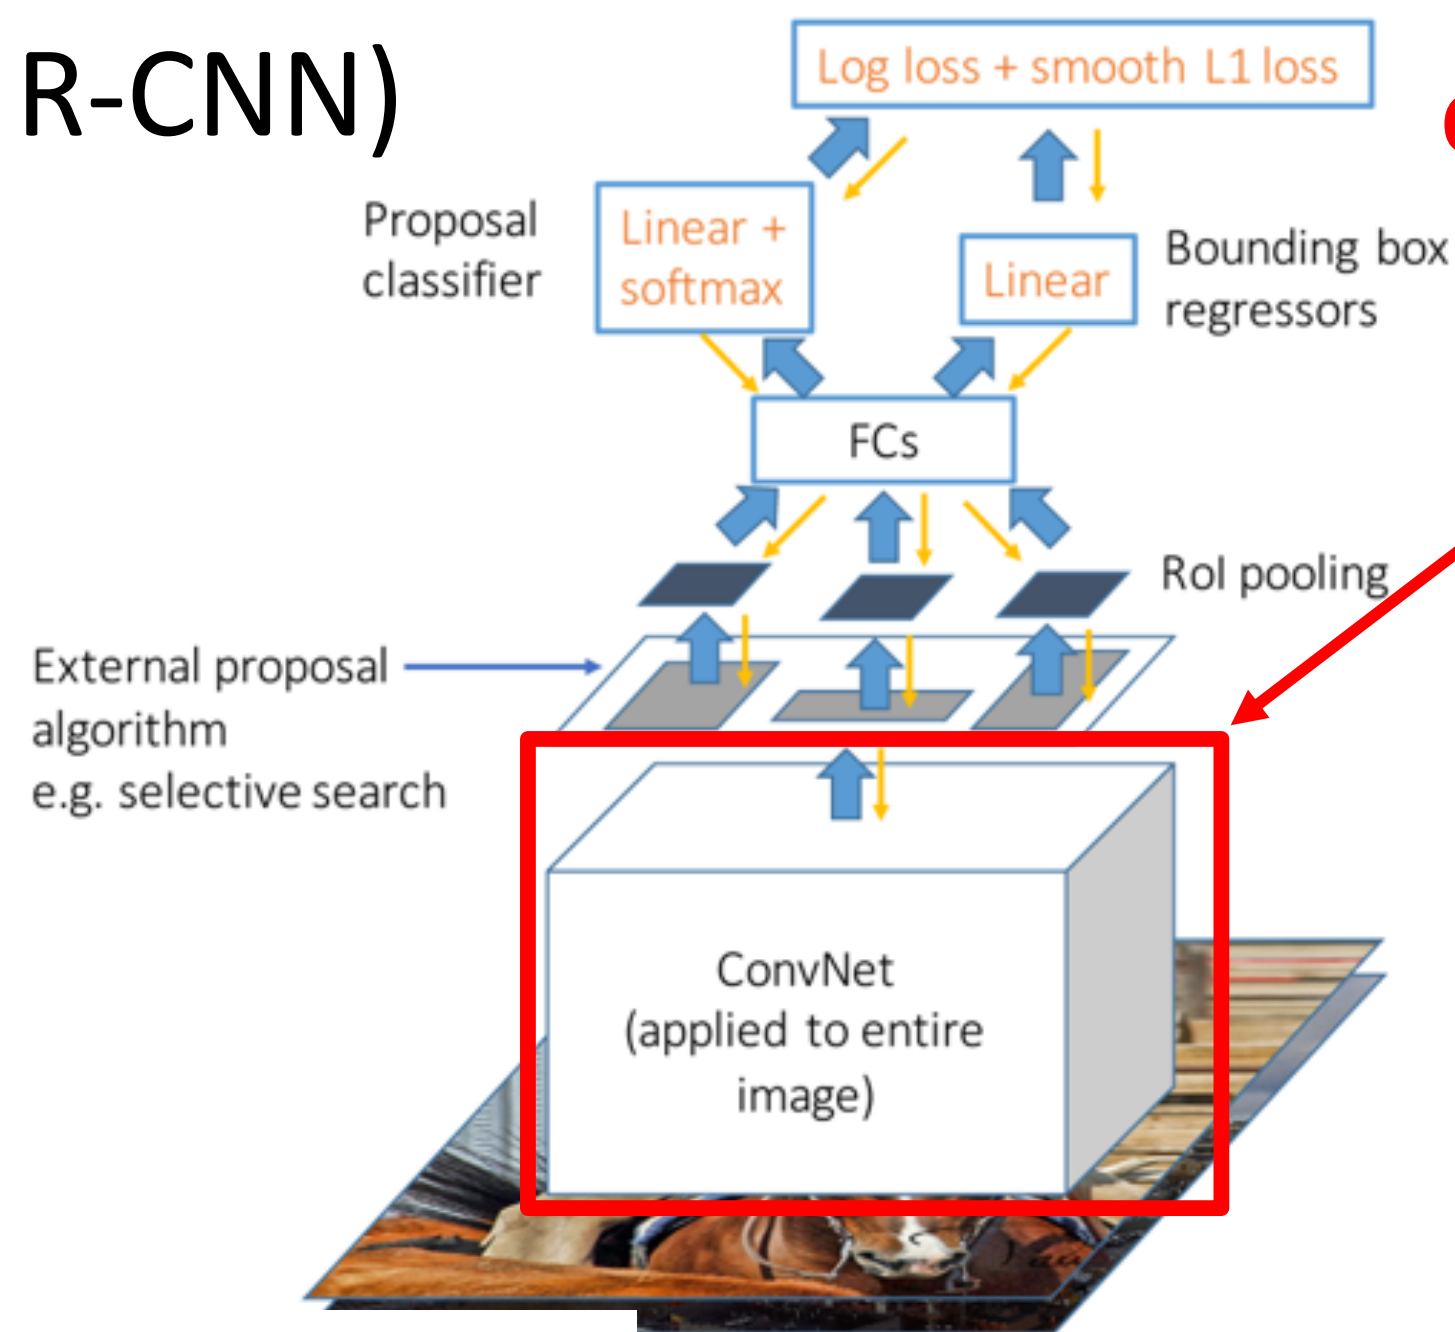 R-CNN)
Log loss + smooth L1 loss
Proposal
classifier
Linear +
softmax
Linear
Bounding box
regressors
FCs
RoI pooling
External proposal
algorithm
e.g. selective search
ConvNet
(applied to entire
image)